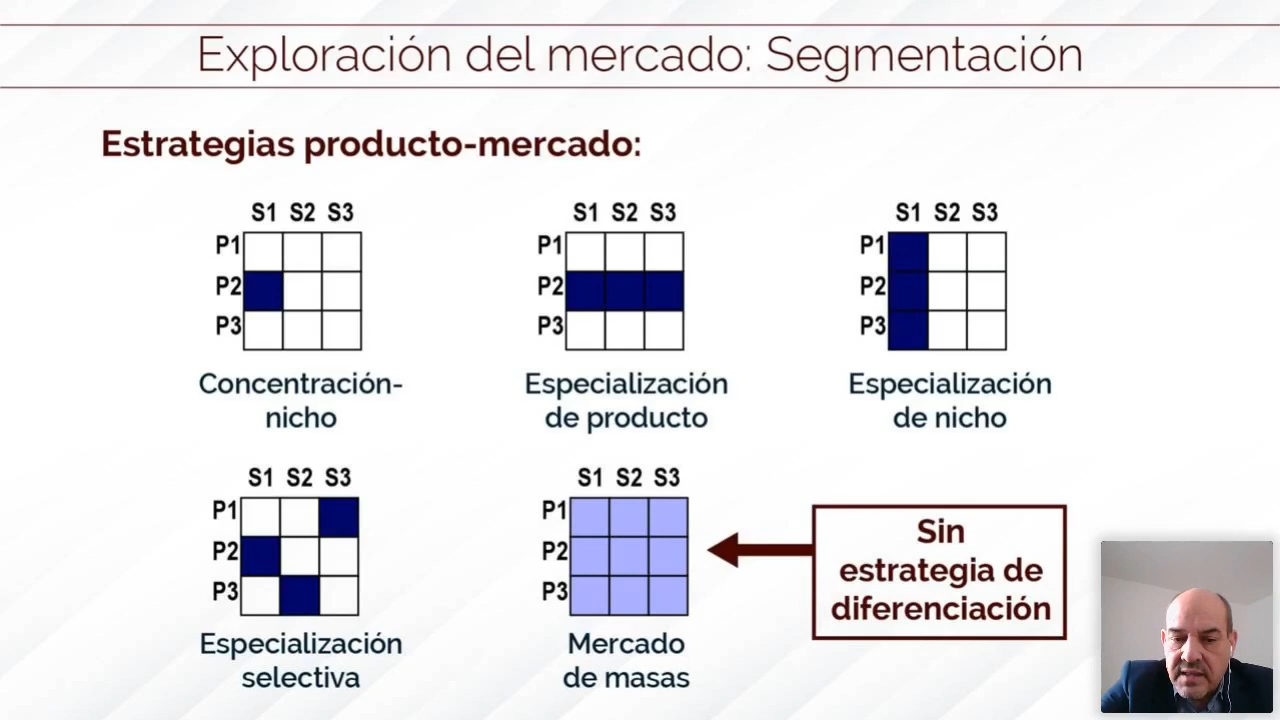 Exploración del mercado: Segmentación
Estrategias producto-mercado:
S1 S2 S3
P1
P2
P3
Concentración-
nicho
S1 S2 S3
P1
P2
P3
Especialización
de producto
S1 S2 S3
P1
P2
P3
Especialización
de nicho
S1 S2 S3
P1
P2
P3
Especialización
selectiva
S1 S2 S3
P1
P2
P3
Mercado
de masas
Sin
estrategia de
diferenciación